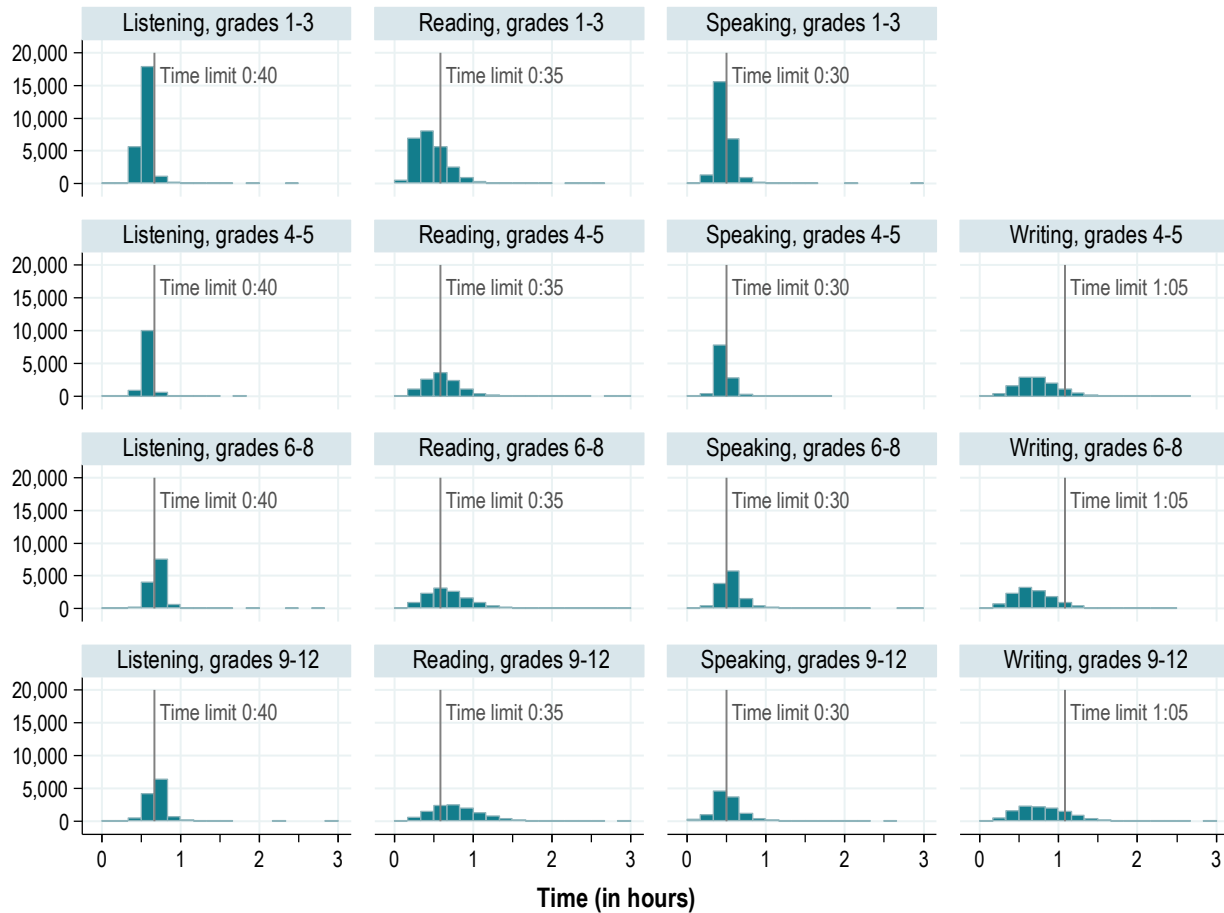 Listening, grades 1-3 Reading, grades 1-3 Speaking, grades 1-3
20,000
Time limit 0:40 Time limit 0:35 Time limit 0:30
15,000
10,000
5,000
0
Listening, grades 4-5 Reading, grades 4-5 Speaking, grades 4-5 Writing, grades 4-5
20,000
Time limit 0:40 Time limit 0:35 Time limit 0:30 Time limit 1:05
15,000
10,000
5,000
0
Listening, grades 6-8 Reading, grades 6-8 Speaking, grades 6-8 Writing, grades 6-8
20,000
Time limit 0:40 Time limit 0:35 Time limit 0:30 Time limit 1:05
15,000
10,000
5,000
0
Listening, grades 9-12 Reading, grades 9-12 Speaking, grades 9-12 Writing, grades 9-12
20,000
Time limit 0:40 Time limit 0:35 Time limit 0:30 Time limit 1:05
15,000
10,000
5,000
0
0 1 2 3 0 1 2 3 0 1 2 3 0 1 2 3
Time (in hours)